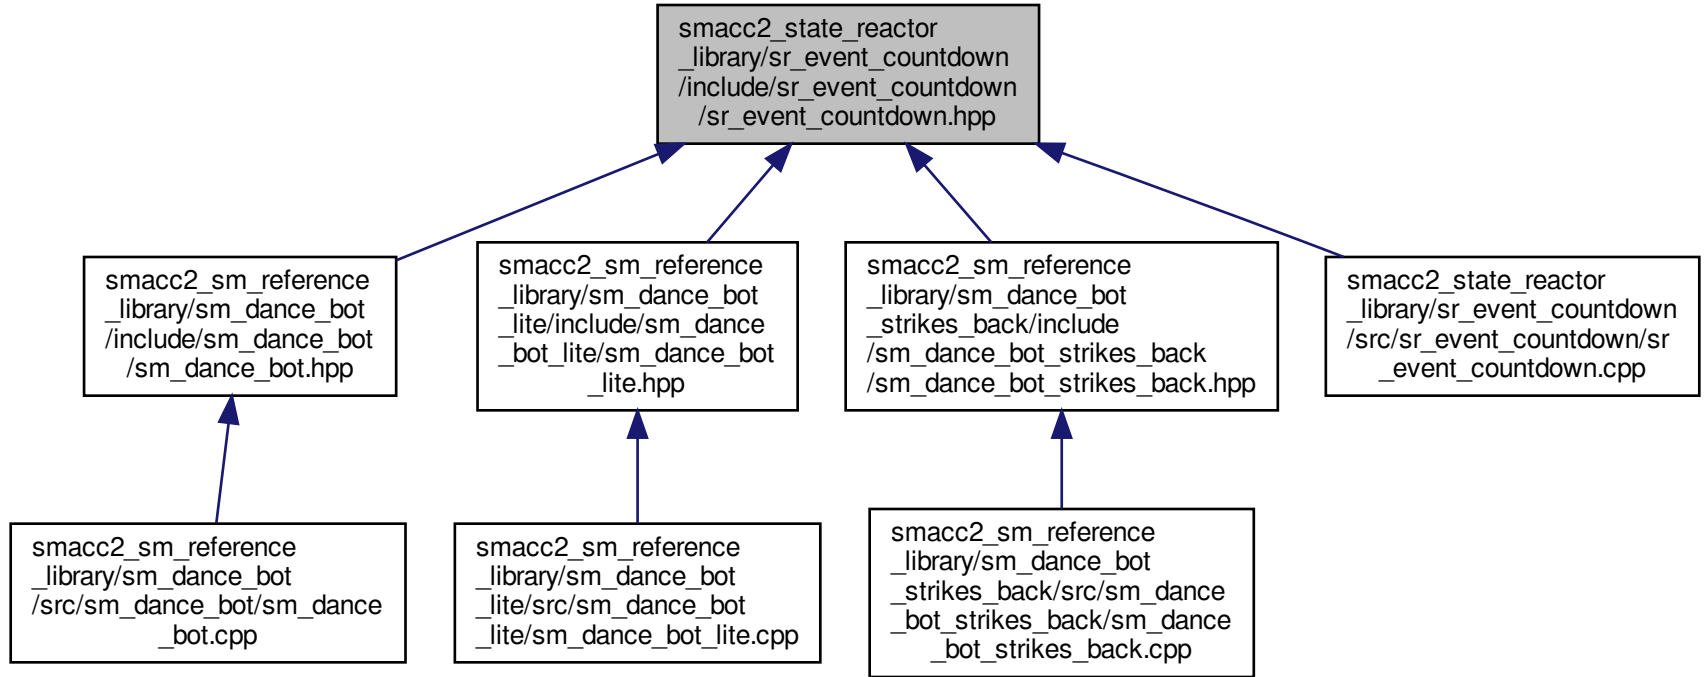 smacc2_state_reactor
_library/sr_event_countdown
/include/sr_event_countdown
/sr_event_countdown.hpp
smacc2_sm_reference
_library/sm_dance_bot
/include/sm_dance_bot
/sm_dance_bot.hpp
smacc2_sm_reference
_library/sm_dance_bot
_lite/include/sm_dance
_bot_lite/sm_dance_bot
_lite.hpp
smacc2_sm_reference
_library/sm_dance_bot
_strikes_back/include
/sm_dance_bot_strikes_back
/sm_dance_bot_strikes_back.hpp
smacc2_state_reactor
_library/sr_event_countdown
/src/sr_event_countdown/sr
_event_countdown.cpp
smacc2_sm_reference
_library/sm_dance_bot
/src/sm_dance_bot/sm_dance
_bot.cpp
smacc2_sm_reference
_library/sm_dance_bot
_lite/src/sm_dance_bot
_lite/sm_dance_bot_lite.cpp
smacc2_sm_reference
_library/sm_dance_bot
_strikes_back/src/sm_dance
_bot_strikes_back/sm_dance
_bot_strikes_back.cpp